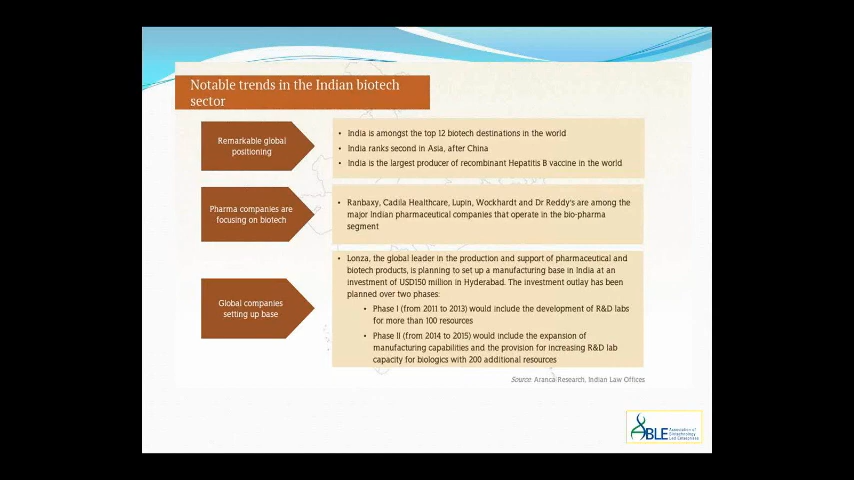 Notable trends in the Indian biotech
sector
Remarkable global
positioning
• India is amongst the top 12 biotech destinations in the world
• India ranks second in Asia, after China
• India is the largest producer of recombinant Hepatitis B vaccine in the world
Pharma companies are
focusing on biotech
• Ranbaxy, Cadila Healthcare, Lupin, Wockhardt and Dr Reddy's are among the
major Indian pharmaceutical companies that operate in the bio-pharma
segment
Global companies
setting up base
• Lonza, the global leader in the production and support of pharmaceutical and
biotech products, is planning to set up a manufacturing base in India at an
investment of USD150 million in Hyderabad. The investment outlay has been
planned over two phases:
• Phase I (from 2011 to 2013) would include the development of R&D labs
for more than 100 resources
• Phase II (from 2014 to 2015) would include the expansion of
manufacturing capabilities and the provision for increasing R&D lab
capacity for biologics with 200 additional resources
Source: Aranca Research, Indian Law Offices
ABLE
Association of
Biotechnology
Led Enterprises